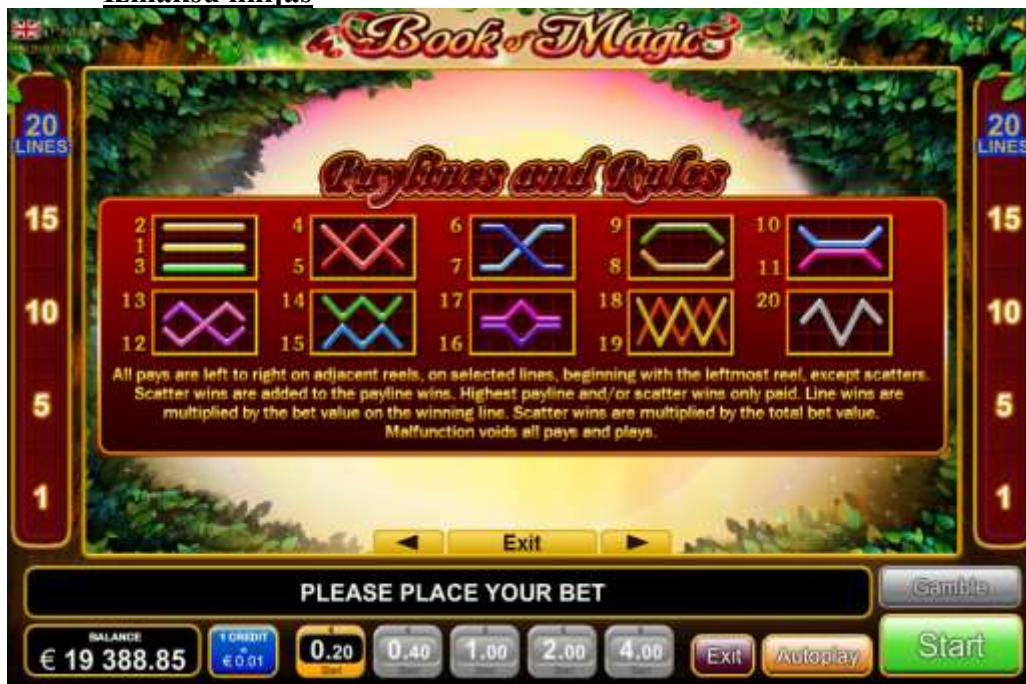 Izmaksu līnijas
Book of Magic
Paylines and Rules
20 LINES
15
10
5
1
20 LINES
15
10
5
1
2
1
3
4
5
6
7
9
8
10
11
13
12
14
15
17
16
18
19
20
All pays are left to right on adjacent reels, on selected lines, beginning with the leftmost reel, except scatters.
Scatter wins are added to the payline wins. Highest payline and/or scatter wins only paid. Line wins are
multiplied by the bet value on the winning line. Scatter wins are multiplied by the total bet value.
Malfunction voids all pays and plays.
Exit
PLEASE PLACE YOUR BET
Gamble
BALANCE
€ 19 388.85
1 CREDIT
=
€ 0.01
0.20
Start
0.40
1.00
2.00
4.00
Exit
Autoplay
Start